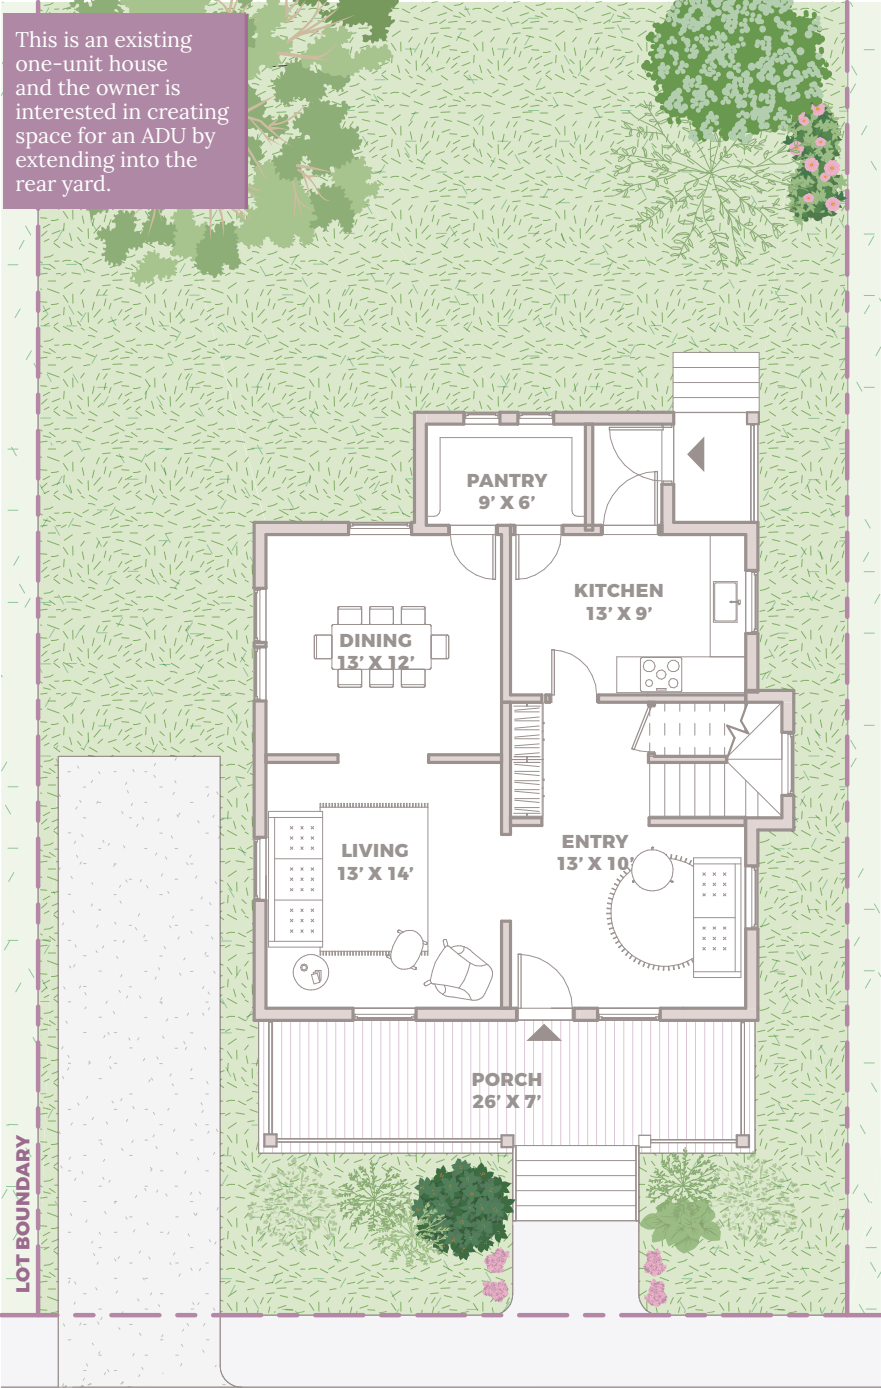 This is an existing
one-unit house
and the owner is
interested in creating
space for an ADU by
extending into the
rear yard.
PANTRY
9’ X 6’
KITCHEN
13’ X 9’
DINING
13’ X 12’
ENTRY
13’ X 10’
LIVING
13’ X 14’
PORCH
26’ X 7’
LOT BOUNDARY